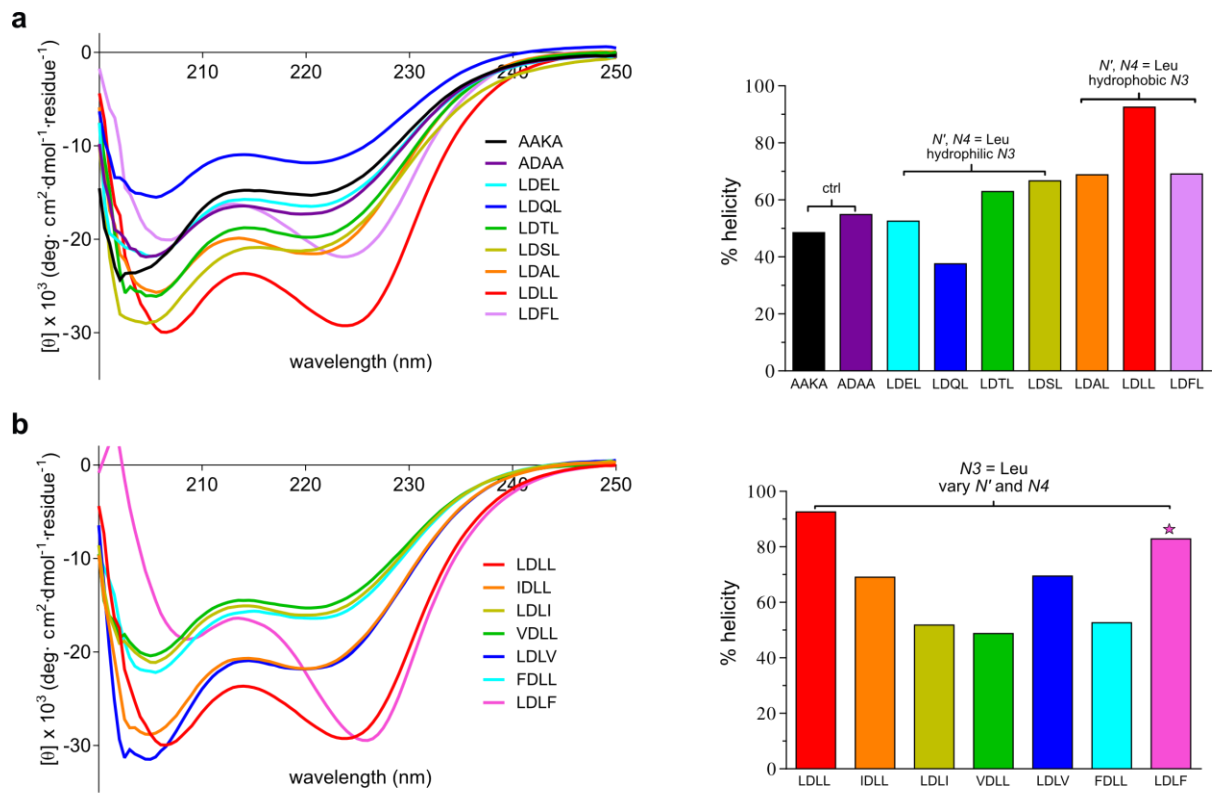 a
0
-10
-20
-30
210
220
230
240
250
[θ] x 10³ (deg· cm²·dmol⁻¹·residue⁻¹)
wavelength (nm)
AAKA
ADAA
LDEL
LDQL
LDTL
LDSL
LDAL
LDLL
LDFL
N', N4 = Leu
hydrophobic N3
N', N4 = Leu
hydrophilic N3
ctrl
% helicity
100
80
60
40
20
0
AAKA ADAA LDEL LDQL LDTL LDSL LDAL LDLL LDFL
b
0
-10
-20
-30
210
220
230
240
250
[θ] x 10³ (deg· cm²·dmol⁻¹·residue⁻¹)
wavelength (nm)
LDLL
IDLL
LDLI
VDLL
LDLV
FDLL
LDLF
N3 = Leu
vary N' and N4
% helicity
100
80
60
40
20
0
LDLL IDLL LDLI VDLL LDLV FDLL LDLF